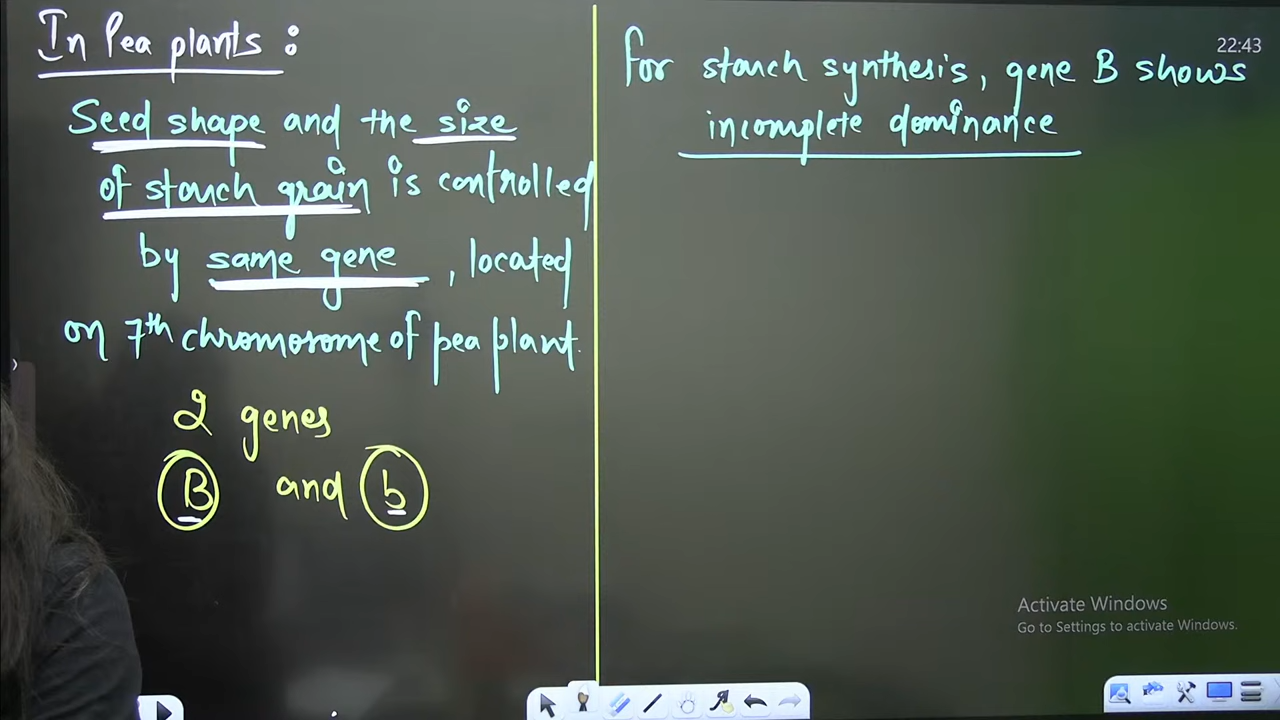 In Pea plants :
Seed shape and the size
of starch grain is controlled
by same gene , located
on 7th chromosome of pea plant.
2 genes
B and b
22:43
For starch synthesis, gene B shows
incomplete dominance
Activate Windows
Go to Settings to activate Windows.